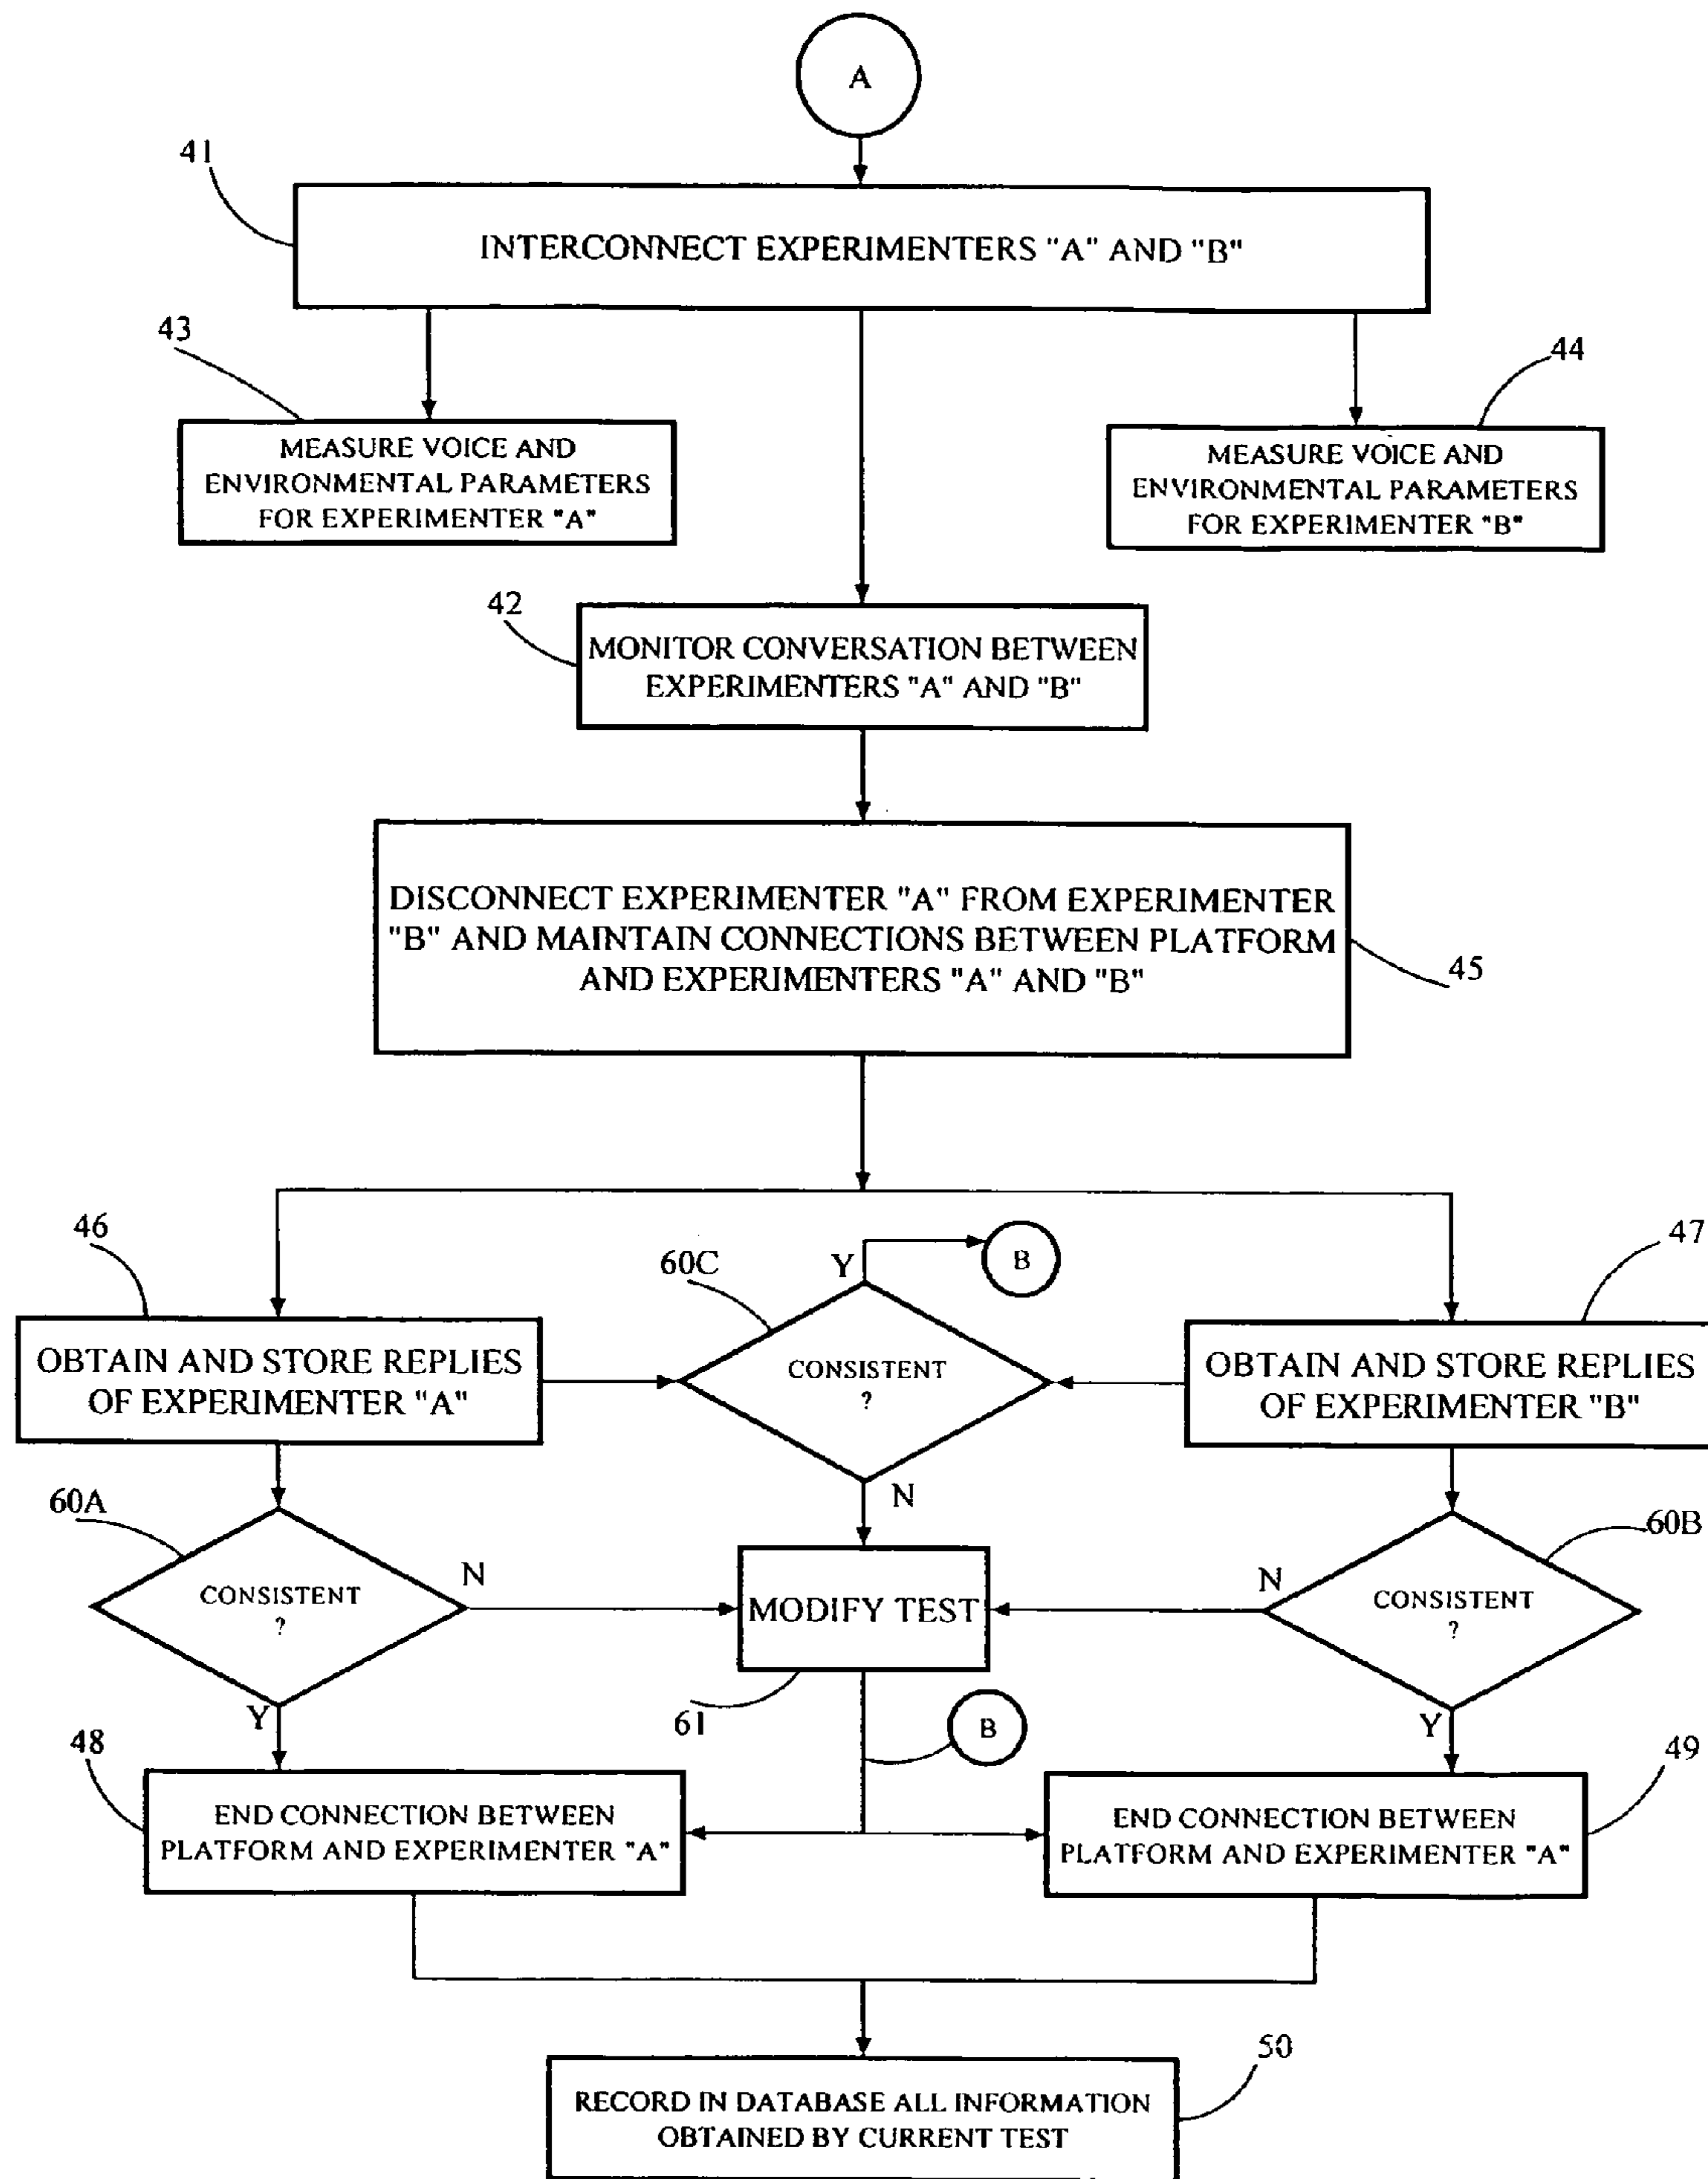 A
41
INTERCONNECT EXPERIMENTERS "A" AND "B"
43
44
MEASURE VOICE AND
ENVIRONMENTAL PARAMETERS
FOR EXPERIMENTER "A"
MEASURE VOICE AND
ENVIRONMENTAL PARAMETERS
FOR EXPERIMENTER "B"
42
MONITOR CONVERSATION BETWEEN
EXPERIMENTERS "A" AND "B"
DISCONNECT EXPERIMENTER "A" FROM EXPERIMENTER
"B" AND MAINTAIN CONNECTIONS BETWEEN PLATFORM
AND EXPERIMENTERS "A" AND "B"
45
46
60C
Y
B
47
OBTAIN AND STORE REPLIES
OF EXPERIMENTER "A"
CONSISTENT
?
OBTAIN AND STORE REPLIES
OF EXPERIMENTER "B"
60A
N
60B
CONSISTENT
?
N
MODIFY TEST
N
CONSISTENT
?
Y
61
B
Y
48
49
END CONNECTION BETWEEN
PLATFORM AND EXPERIMENTER "A"
END CONNECTION BETWEEN
PLATFORM AND EXPERIMENTER "A"
50
RECORD IN DATABASE ALL INFORMATION
OBTAINED BY CURRENT TEST